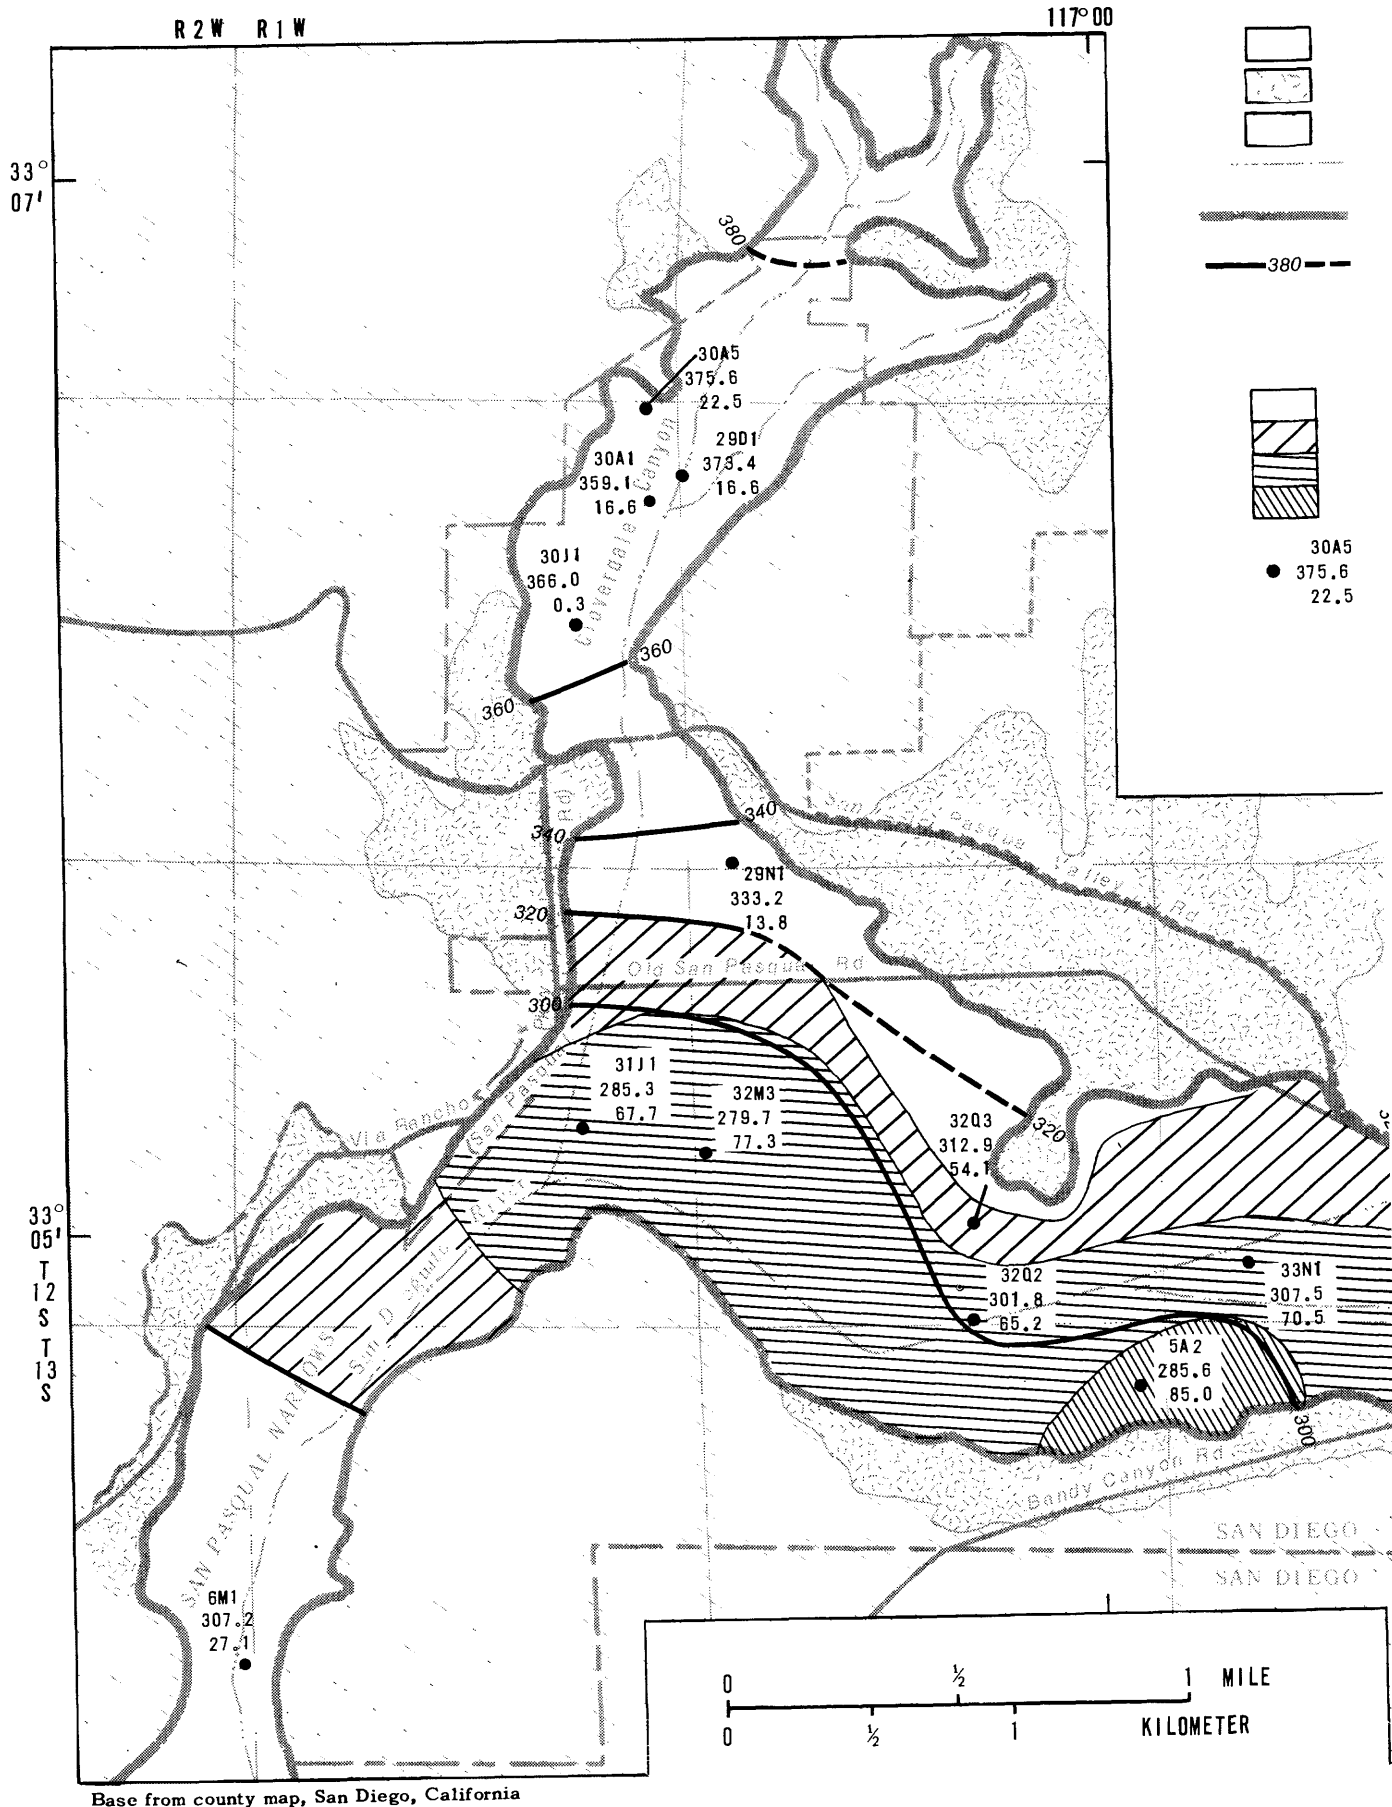 R2W R1W
117° 00
33°
07'
380
380
30A5
375.6
22.5
29D1
373.4
16.6
30A1
359.1
16.6
Cloverdale Canyon
30J1
366.0
0.3
30A5
375.6
22.5
360
360
340
340
Rd)
San Pasqual Valley Rd
29N1
333.2
13.8
320
Old San Pasqual Rd
300
31J1
285.3
67.7
32M3
279.7
77.3
32Q3
312.9
54.1
320
Via Rancho
(San Pasqual
33°
05'
T
12
S
T
13
S
River
32Q2
301.8
65.2
33N1
307.5
70.5
5A2
285.6
85.0
300
SAN PASQUAL NARROWS
Bandy Canyon Rd
SAN DIEGO
SAN DIEGO
6M1
307.2
27.1
0 ½ 1 MILE
0 ½ 1 KILOMETER
Base from county map, San Diego, California